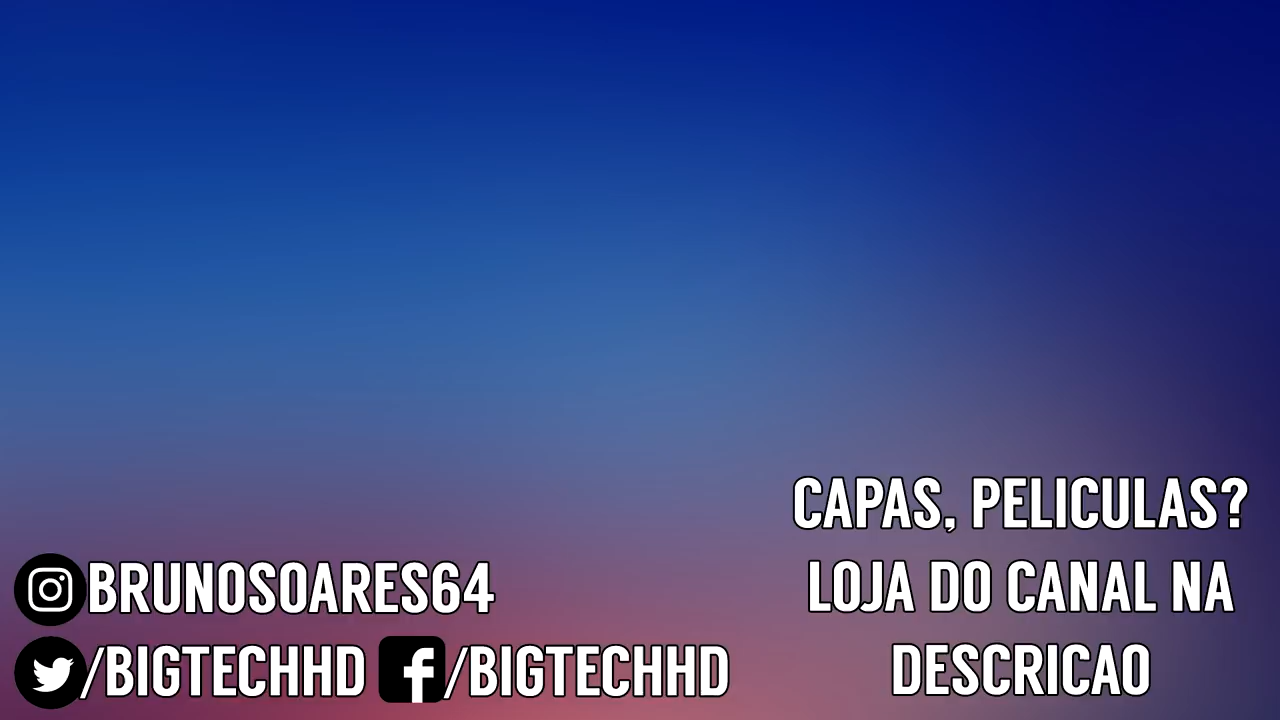 CAPAS, PELICULAS?
LOJA DO CANAL NA
DESCRICAO
BRUNOSOARES64
/BIGTECHHD /BIGTECHHD